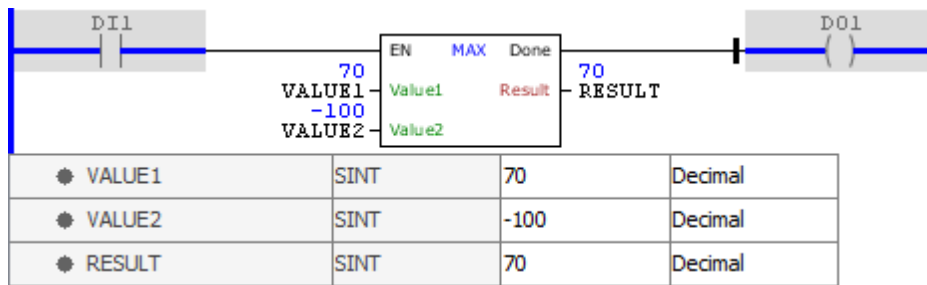 DI1 DO1
EN MAX Done
70 70
VALUE1 Value1 Result RESULT
-100
VALUE2 Value2
VALUE1 SINT 70 Decimal
VALUE2 SINT -100 Decimal
RESULT SINT 70 Decimal